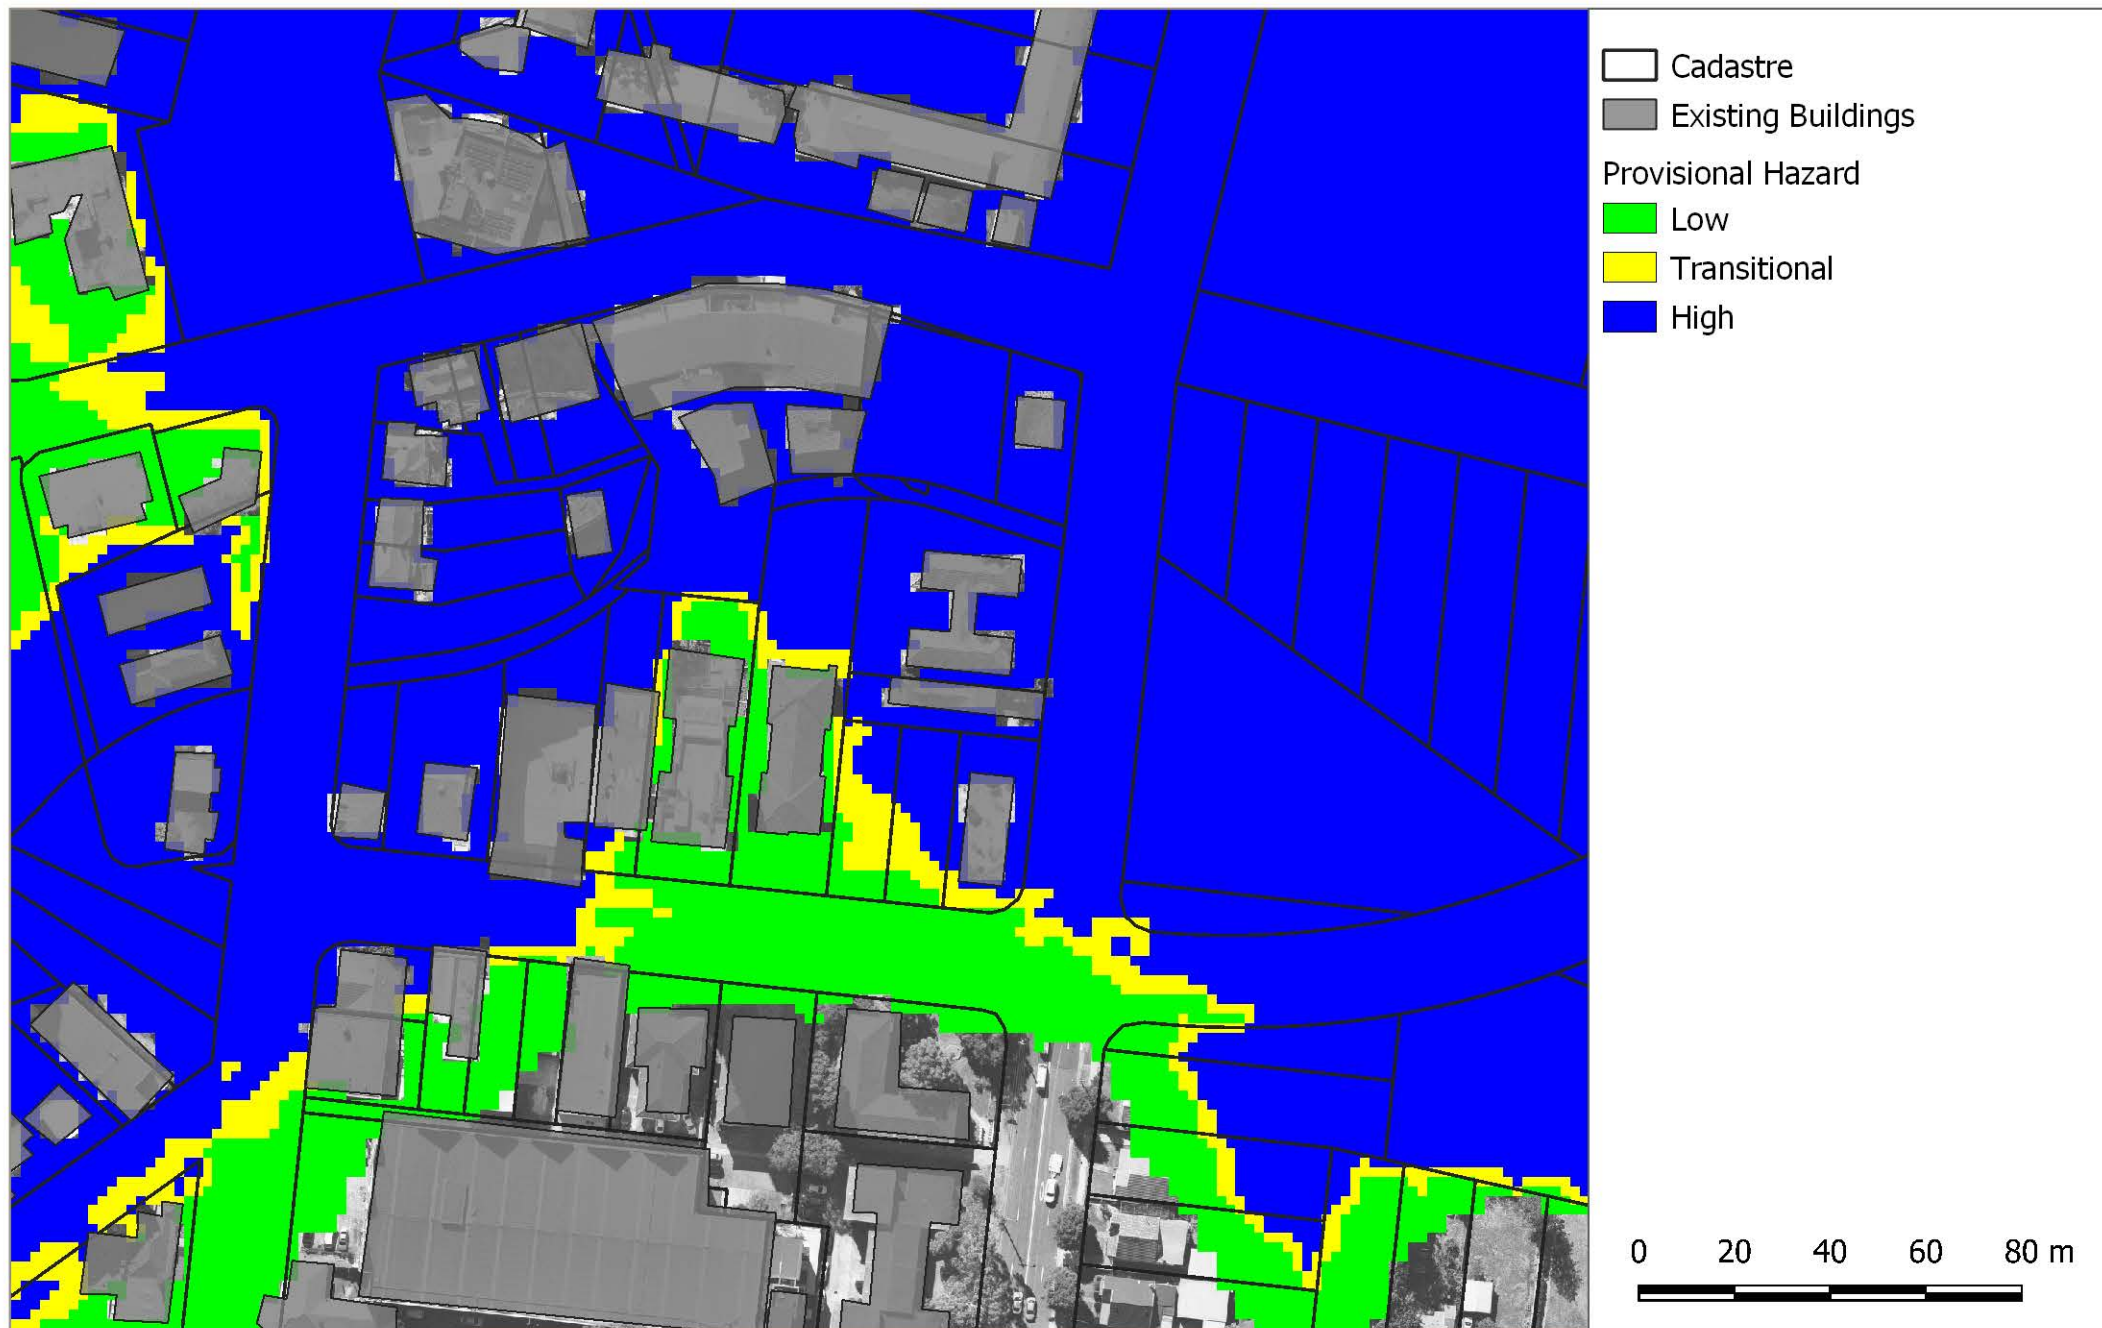 Cadastre
Existing Buildings
Provisional Hazard
Low
Transitional
High
0 20 40 60 80 m